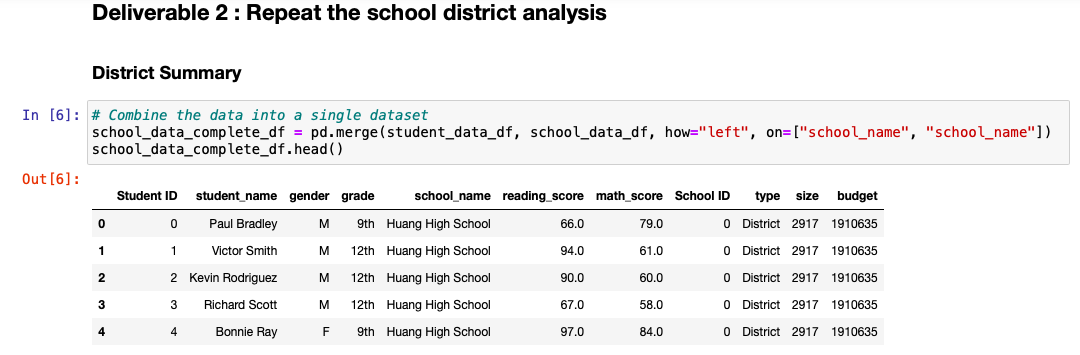 Deliverable 2 : Repeat the school district analysis
District Summary
In [6]: # Combine the data into a single dataset
school_data_complete_df = pd.merge(student_data_df, school_data_df, how="left", on=["school_name", "school_name"])
school_data_complete_df.head()
Out[6]:
Student ID student_name gender grade school_name reading_score math_score School ID type size budget
0 0 Paul Bradley M 9th Huang High School 66.0 79.0 0 District 2917 1910635
1 1 Victor Smith M 12th Huang High School 94.0 61.0 0 District 2917 1910635
2 2 Kevin Rodriguez M 12th Huang High School 90.0 60.0 0 District 2917 1910635
3 3 Richard Scott M 12th Huang High School 67.0 58.0 0 District 2917 1910635
4 4 Bonnie Ray F 9th Huang High School 97.0 84.0 0 District 2917 1910635